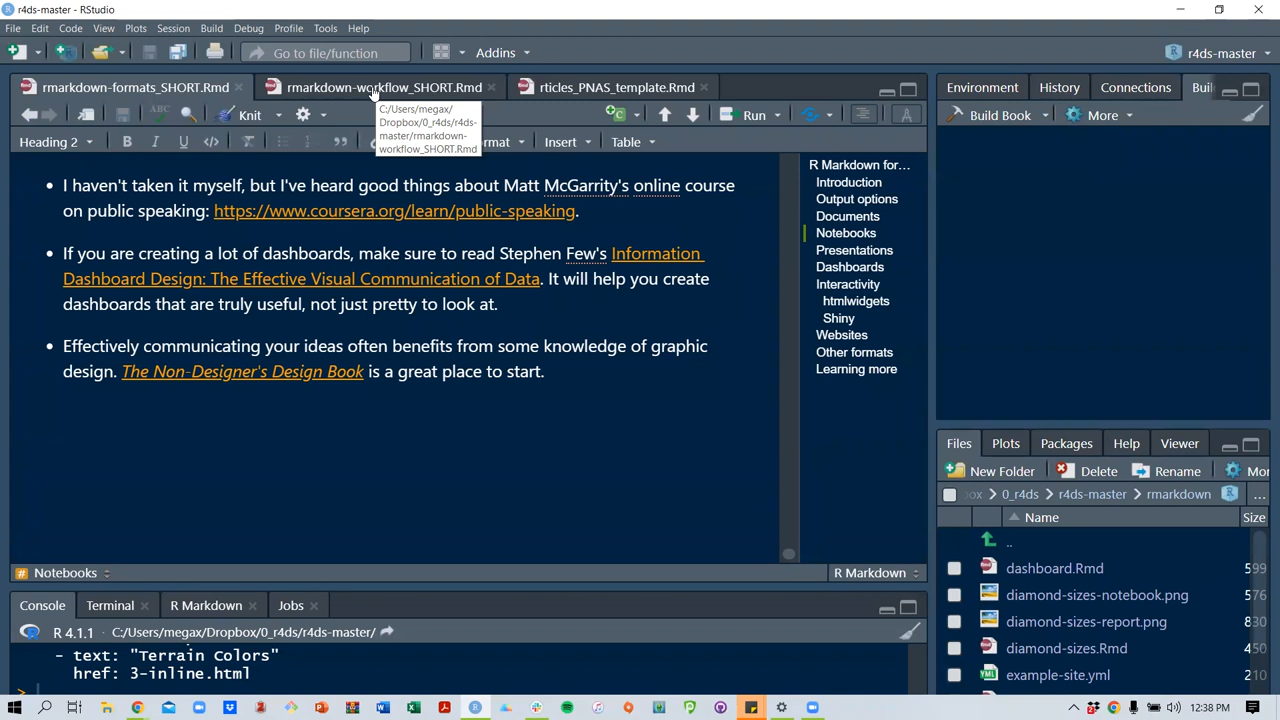 r4ds-master - RStudio
File Edit Code View Plots Session Build Debug Profile Tools Help
Go to file/function Addins r4ds-master
rmarkdown-formats_SHORT.Rmd rmarkdown-workflow_SHORT.Rmd rticles_PNAS_template.Rmd
Environment History Connections
Knit Run Build Book More
C:/Users/megax/
Dropbox/0_r4ds/r4ds-
master/rmarkdown-
workflow_SHORT.Rmd
Heading 2 B I U Insert Table
• I haven't taken it myself, but I've heard good things about Matt McGarrity's online course
on public speaking: https://www.coursera.org/learn/public-speaking.
• If you are creating a lot of dashboards, make sure to read Stephen Few's Information
Dashboard Design: The Effective Visual Communication of Data. It will help you create
dashboards that are truly useful, not just pretty to look at.
• Effectively communicating your ideas often benefits from some knowledge of graphic
design. The Non-Designer's Design Book is a great place to start.
R Markdown for...
Introduction
Output options
Documents
Notebooks
Presentations
Dashboards
Interactivity
htmlwidgets
Shiny
Websites
Other formats
Learning more
# Notebooks R Markdown
Console Terminal R Markdown Jobs
R 4.1.1 · C:/Users/megax/Dropbox/0_r4ds/r4ds-master/
- text: "Terrain Colors"
href: 3-inline.html
>
Files Plots Packages Help Viewer
New Folder Delete Rename Mor
ox > 0_r4ds > r4ds-master > rmarkdown ...
Name Size
..
dashboard.Rmd 599
diamond-sizes-notebook.png 576
diamond-sizes-report.png 830
diamond-sizes.Rmd 450
example-site.yml 210
12:38 PM